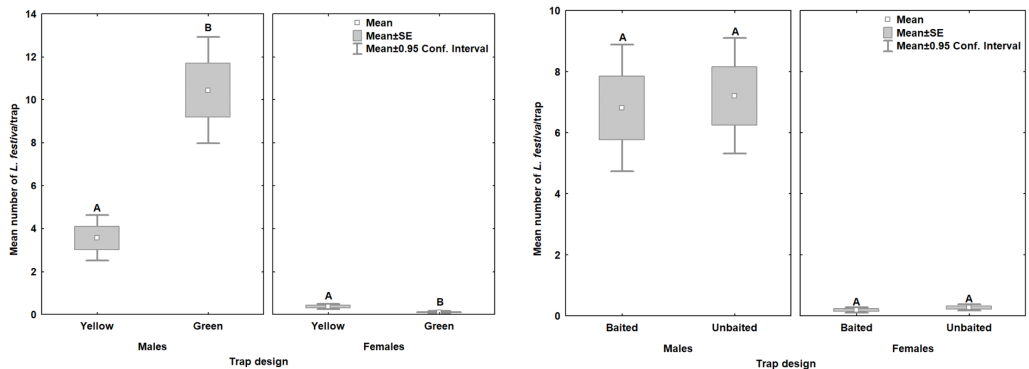 Mean number of L. festiva/trap
14
12
10
8
6
4
2
0
A
B
Yellow
Green
Males
Mean
Mean±SE
Mean±0.95 Conf. Interval
A
B
Yellow
Green
Females
Trap design
Mean number of L. festiva/trap
10
8
6
4
2
0
A
A
Baited
Unbaited
Males
Mean
Mean±SE
Mean±0.95 Conf. Interval
A
A
Baited
Unbaited
Females
Trap design